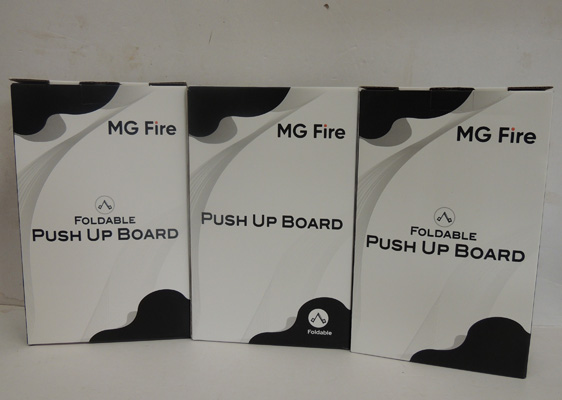 MG Fire
FOLDABLE
PUSH UP BOARD
MG Fire
PUSH UP BOARD
Foldable
MG Fire
FOLDABLE
PUSH UP BOARD